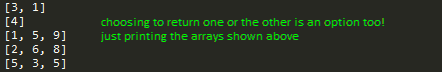 [3, 1]
[4] choosing to return one or the other is an option too!
[1, 5, 9] just printing the arrays shown above
[2, 6, 8]
[5, 3, 5]